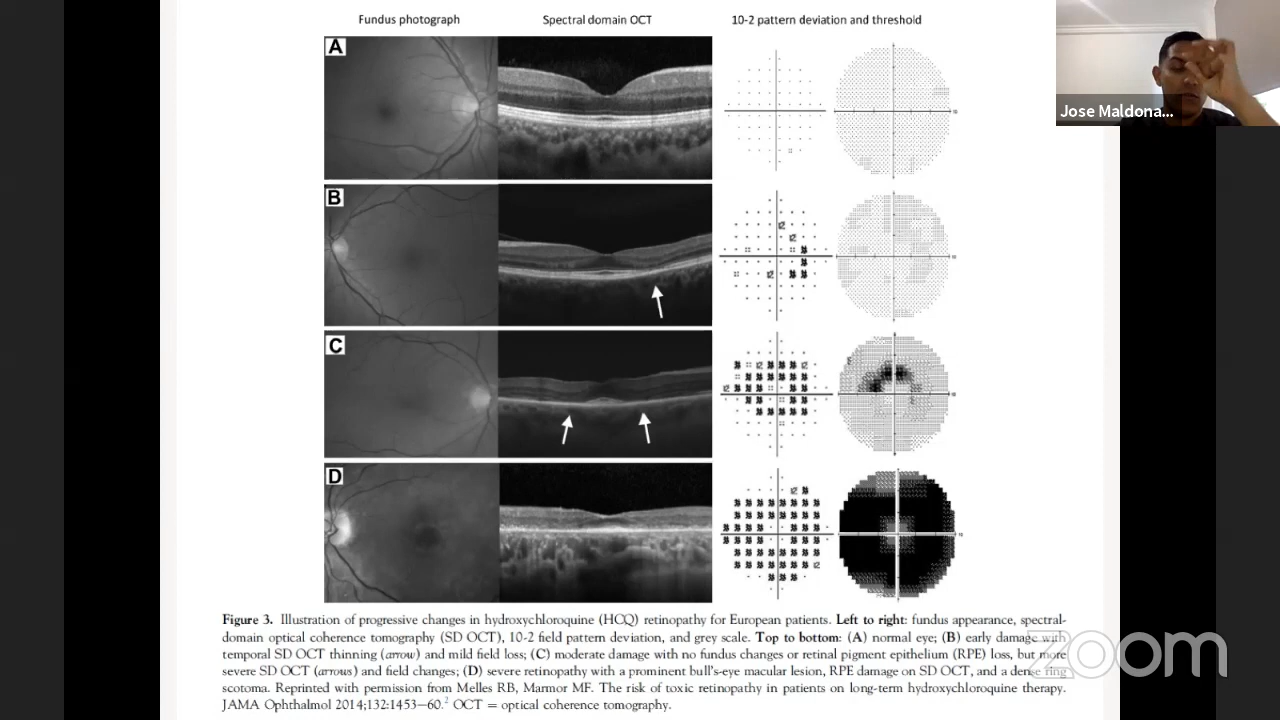 Fundus photograph
Spectral domain OCT
10-2 pattern deviation and threshold
Jose Maldona...
A
B
C
D
Figure 3. Illustration of progressive changes in hydroxychloroquine (HCQ) retinopathy for European patients. Left to right: fundus appearance, spectral-
domain optical coherence tomography (SD OCT), 10-2 field pattern deviation, and grey scale. Top to bottom: (A) normal eye; (B) early damage with
temporal SD OCT thinning (arrow) and mild field loss; (C) moderate damage with no fundus changes or retinal pigment epithelium (RPE) loss, but more
severe SD OCT (arrows) and field changes; (D) severe retinopathy with a prominent bull's-eye macular lesion, RPE damage on SD OCT, and a dense ring
scotoma. Reprinted with permission from Melles RB, Marmor MF. The risk of toxic retinopathy in patients on long-term hydroxychloroquine therapy.
JAMA Ophthalmol 2014;132:1453–60.2 OCT = optical coherence tomography.
zoom